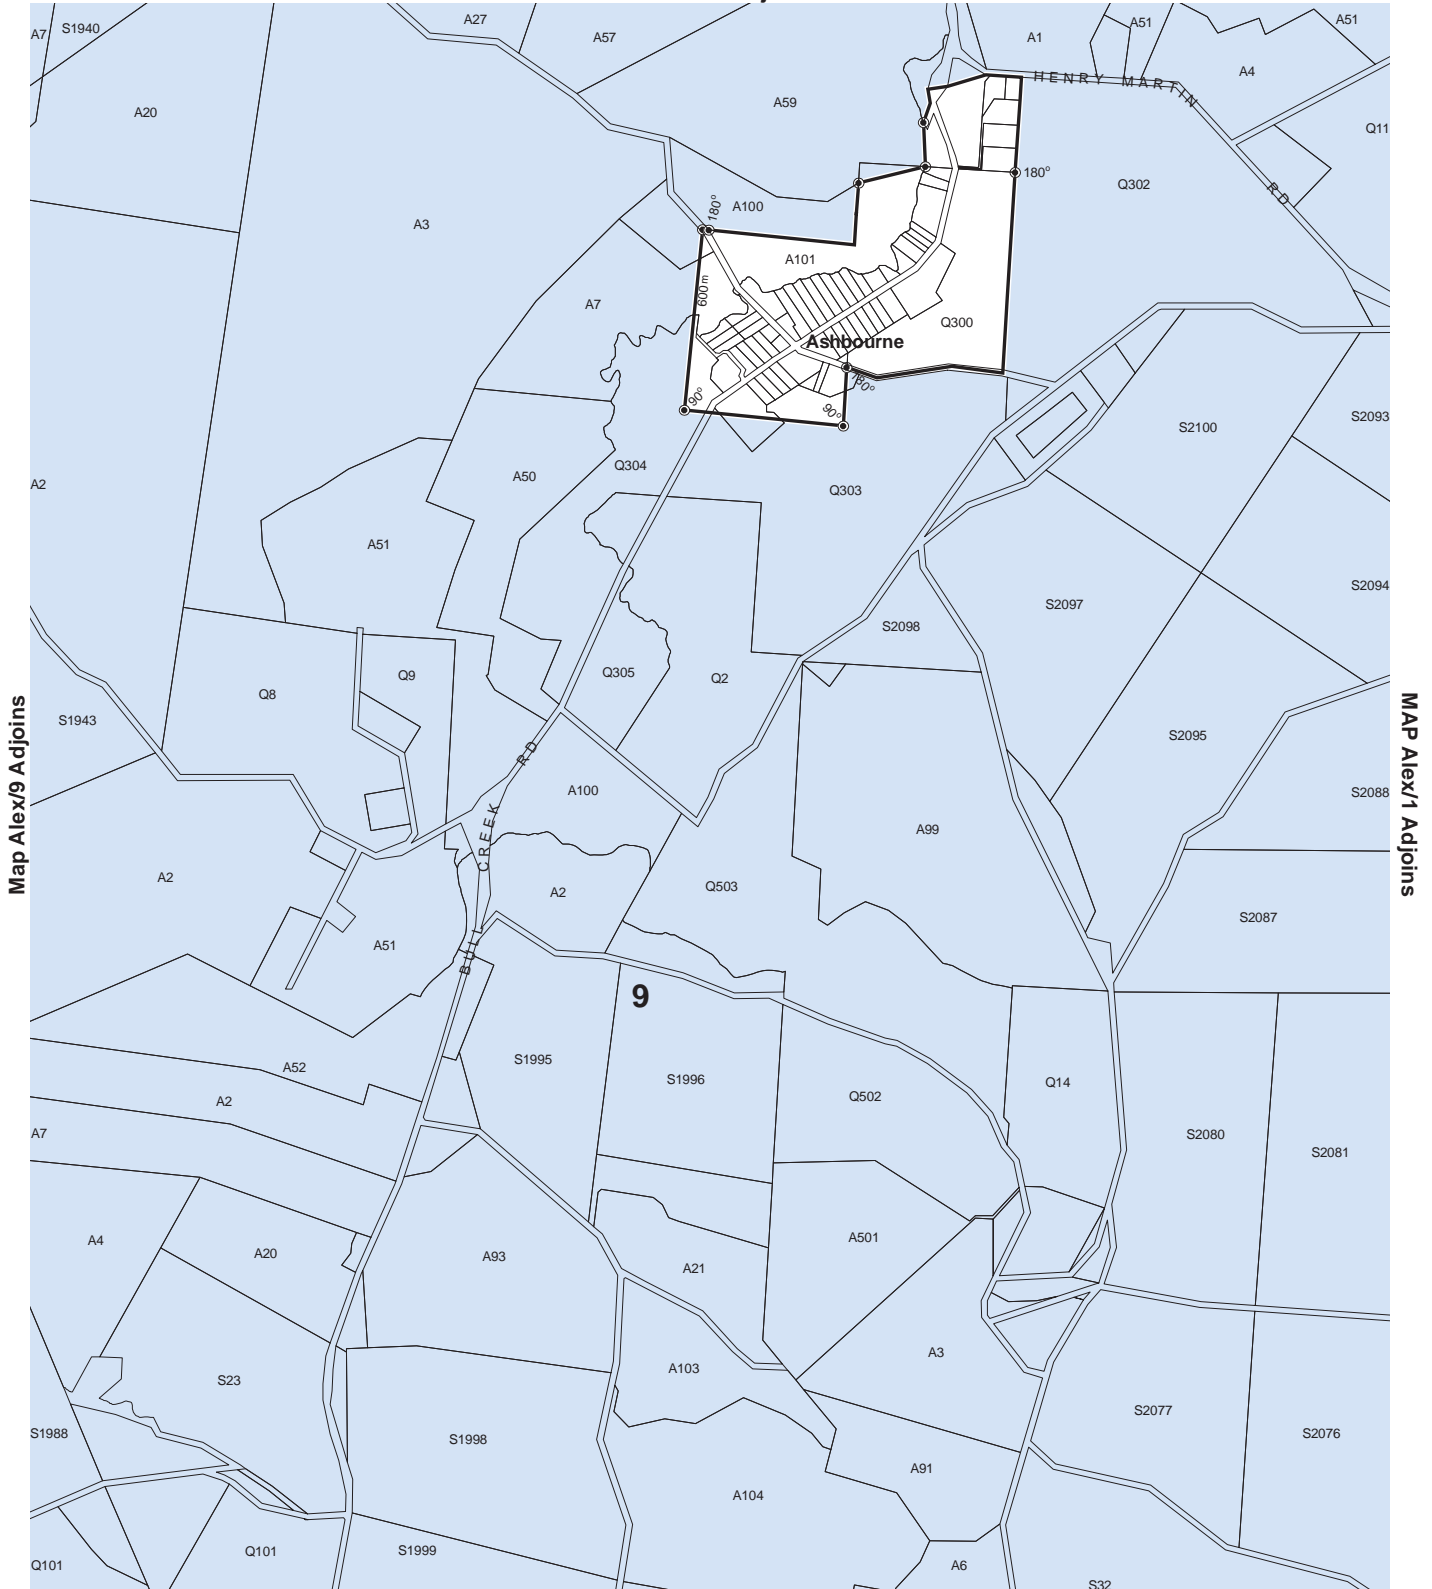 A27
A51
A51
A7
S1940
A57
A1
A4
HENRY MARTIN RD
A59
A20
Q11
180°
Q302
180°
A100
A3
A101
600m
A7
Q300
Ashbourne
180°
90°
90°
S2093
S2100
Q304
A50
Q303
A2
A51
S2094
S2097
S2098
Q9
Q305
Q2
Q8
S1943
S2095
Map Alex/9 Adjoins
MAP Alex/1 Adjoins
BULL CREEK RD
A100
S2088
A99
A2
A2
Q503
S2087
A51
9
A52
S1995
S1996
Q14
A2
Q502
A7
S2080
S2081
A4
A20
A93
A501
A21
A3
A103
S23
S2077
S1988
S1998
S2076
A91
A104
Q101
Q101
S1999
A6
S32